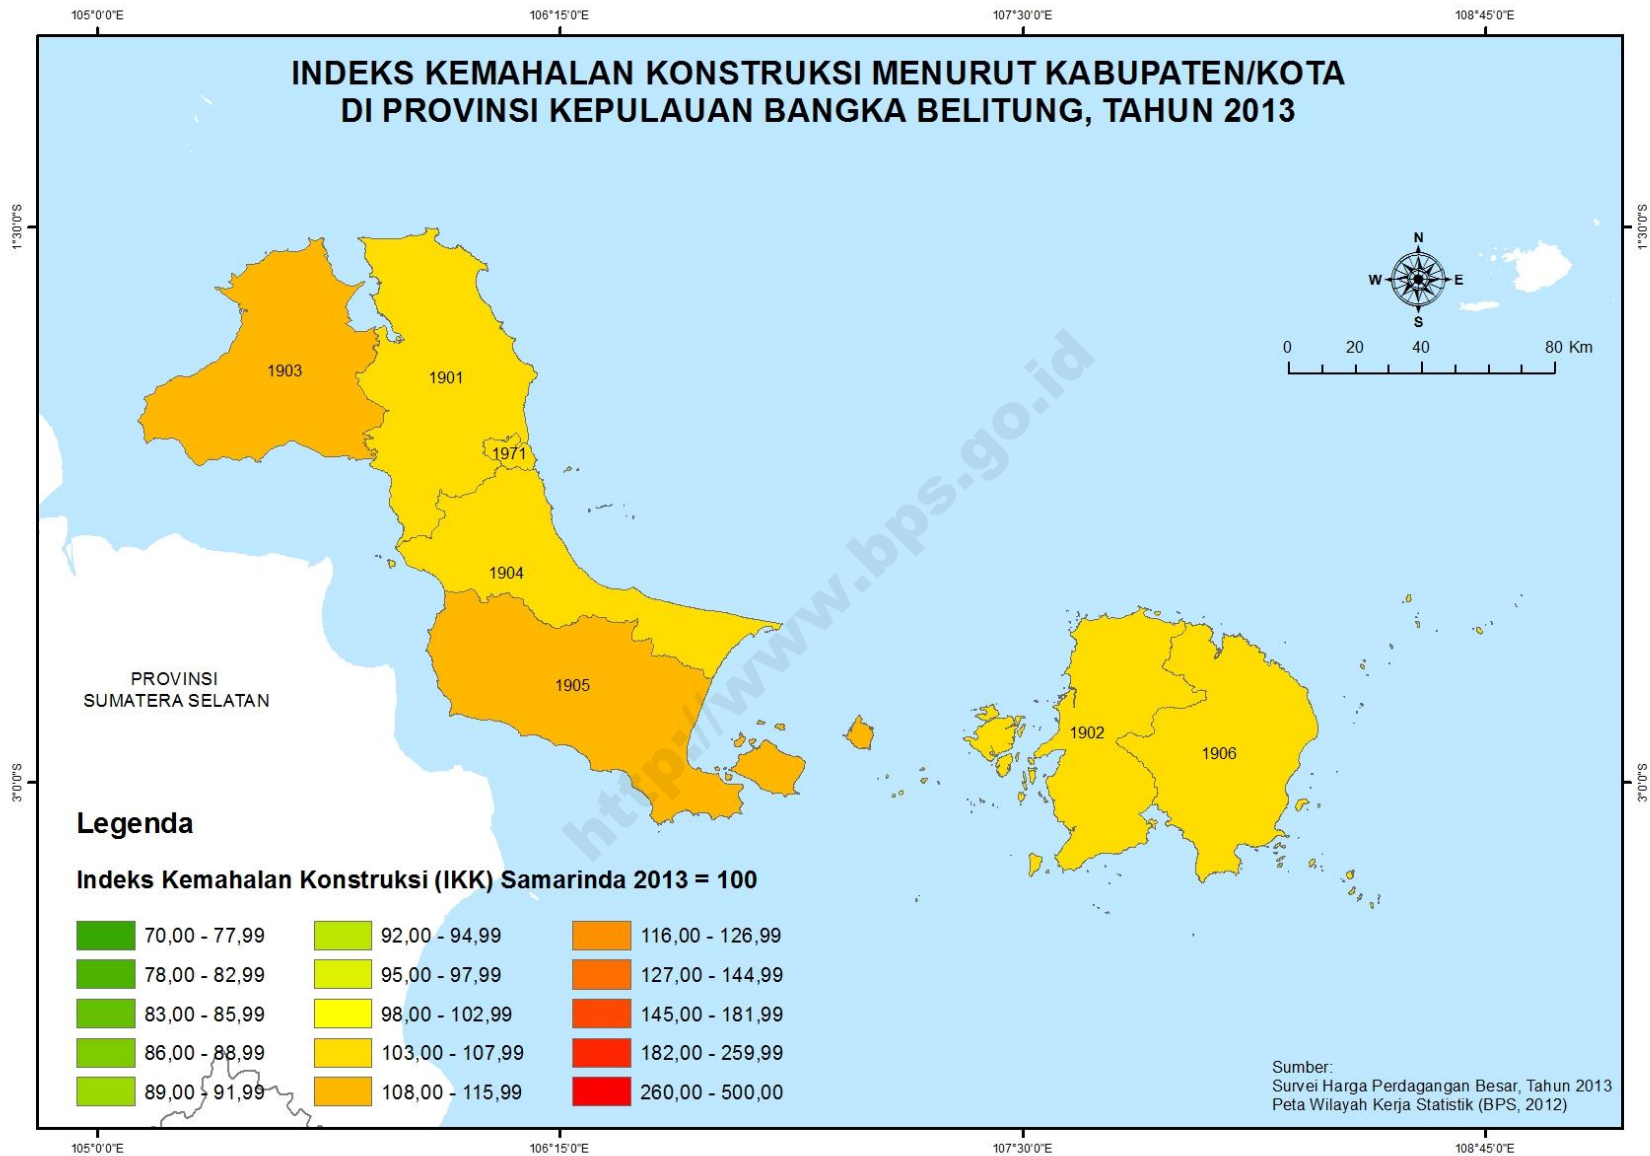 105°0'0"E
106°15'0"E
107°30'0"E
108°45'0"E
INDEKS KEMAHALAN KONSTRUKSI MENURUT KABUPATEN/KOTA
DI PROVINSI KEPULAUAN BANGKA BELITUNG, TAHUN 2013
1°30'0"S
1°30'0"S
N
W
E
S
0
20
40
80 Km
1903
1901
1971
1904
1905
1902
1906
PROVINSI
SUMATERA SELATAN
http://www.bps.go.id
3°0'0"S
3°0'0"S
Legenda
Indeks Kemahalan Konstruksi (IKK) Samarinda 2013 = 100
70,00 - 77,99
78,00 - 82,99
83,00 - 85,99
86,00 - 88,99
89,00 - 91,99
92,00 - 94,99
95,00 - 97,99
98,00 - 102,99
103,00 - 107,99
108,00 - 115,99
116,00 - 126,99
127,00 - 144,99
145,00 - 181,99
182,00 - 259,99
260,00 - 500,00
Sumber:
Survei Harga Perdagangan Besar, Tahun 2013
Peta Wilayah Kerja Statistik (BPS, 2012)
105°0'0"E
106°15'0"E
107°30'0"E
108°45'0"E